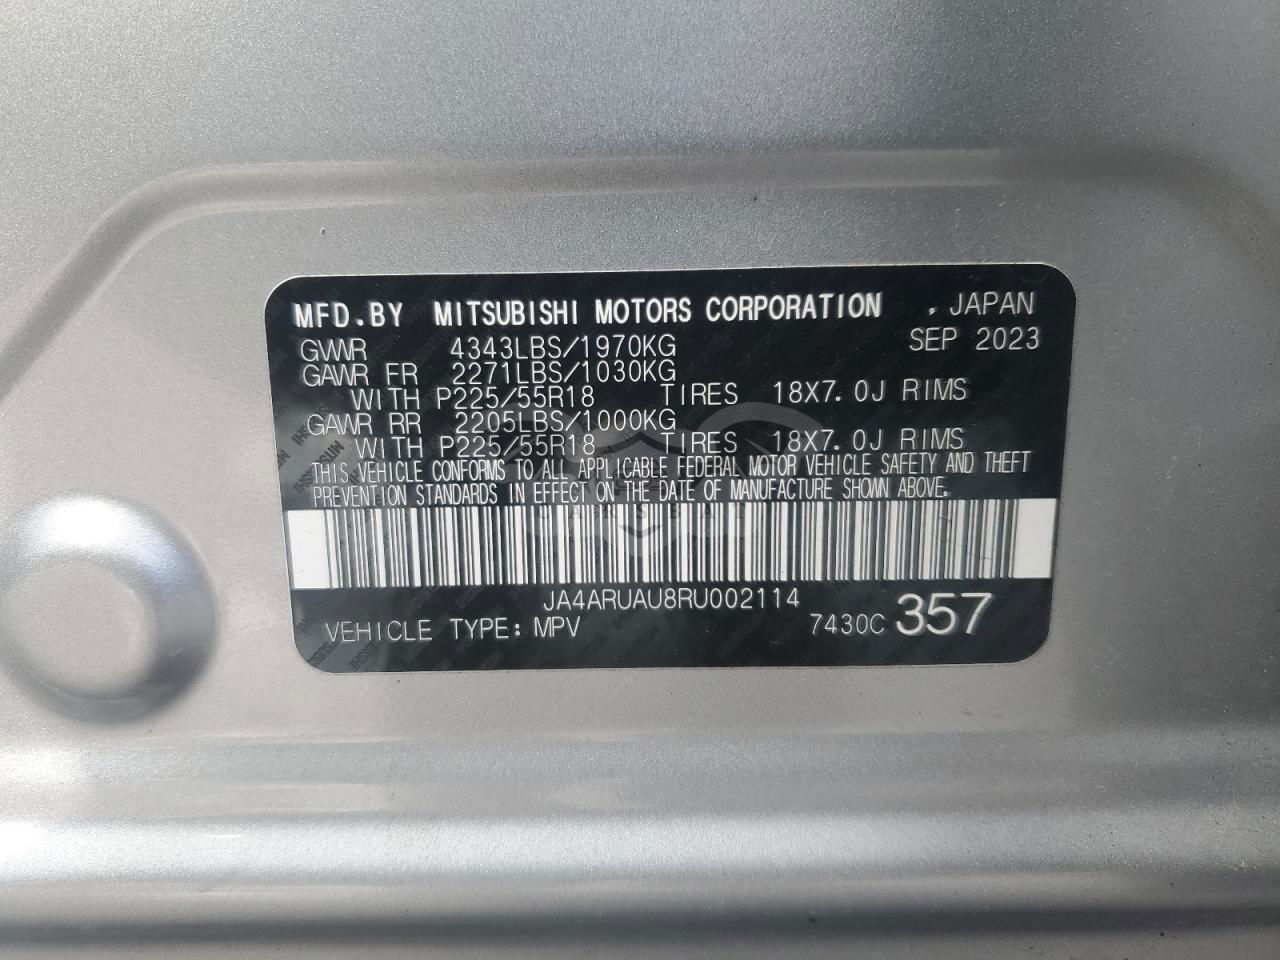 MFD.BY MITSUBISHI MOTORS CORPORATION , JAPAN
SEP 2023
GVWR 4343LBS/1970KG
GAWR FR 2271LBS/1030KG
WITH P225/55R18 TIRES 18X7.0J RIMS
GAWR RR 2205LBS/1000KG
WITH P225/55R18 TIRES 18X7.0J RIMS
THIS VEHICLE CONFORMS TO ALL APPLICABLE FEDERAL MOTOR VEHICLE SAFETY AND THEFT
PREVENTION STANDARDS IN EFFECT ON THE DATE OF MANUFACTURE SHOWN ABOVE.
JA4ARUAU8RU002114
VEHICLE TYPE: MPV 7430C 357